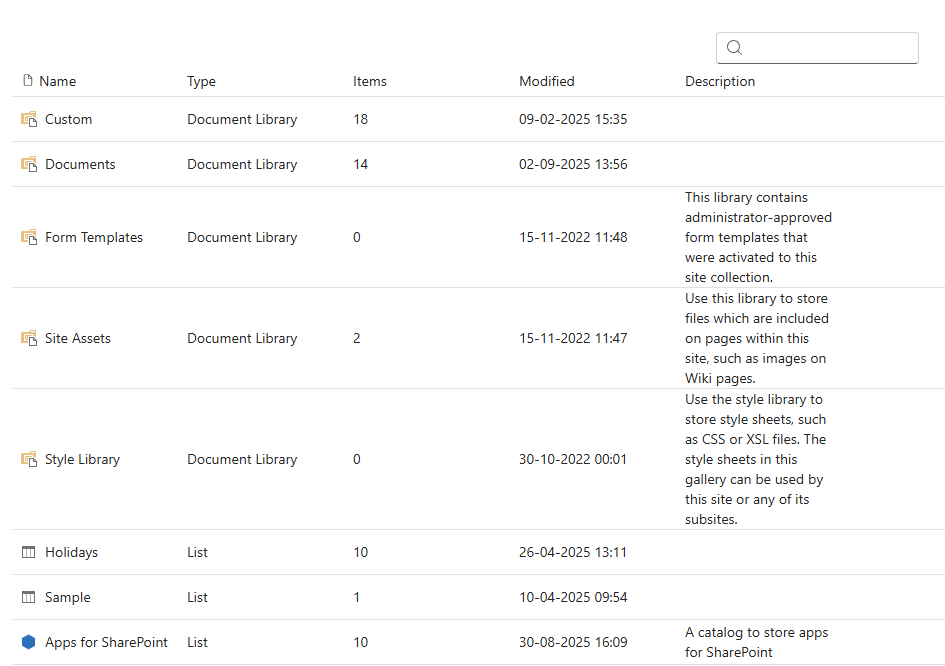 Name Type Items Modified Description
Custom Document Library 18 09-02-2025 15:35
Documents Document Library 14 02-09-2025 13:56
Form Templates Document Library 0 15-11-2022 11:48
This library contains
administrator-approved
form templates that
were activated to this
site collection.
Site Assets Document Library 2 15-11-2022 11:47
Use this library to store
files which are included
on pages within this
site, such as images on
Wiki pages.
Style Library Document Library 0 30-10-2022 00:01
Use the style library to
store style sheets, such
as CSS or XSL files. The
style sheets in this
gallery can be used by
this site or any of its
subsites.
Holidays List 10 26-04-2025 13:11
Sample List 1 10-04-2025 09:54
Apps for SharePoint List 10 30-08-2025 16:09
A catalog to store apps
for SharePoint